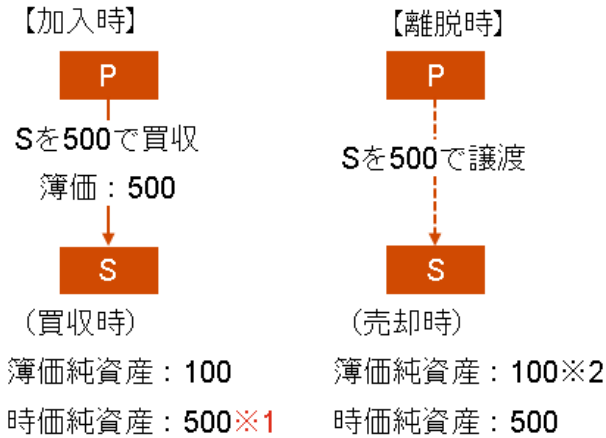 【加入時】
P
Sを500で買収
簿価：500
S
(買収時)
簿価純資産：100
時価純資産：500※1
【離脱時】
P
Sを500で譲渡
S
(売却時)
簿価純資産：100※2
時価純資産：500